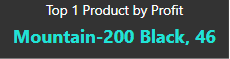 Top 1 Product by Profit
Mountain-200 Black, 46